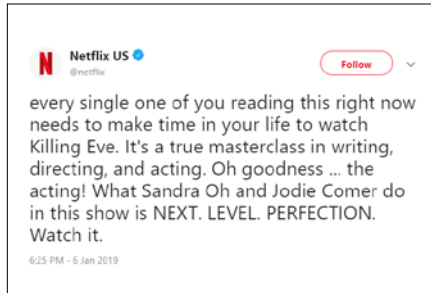 Netflix US
@netflix
Follow
every single one of you reading this right now
needs to make time in your life to watch
Killing Eve. It's a true masterclass in writing,
directing, and acting. Oh goodness ... the
acting! What Sandra Oh and Jodie Comer do
in this show is NEXT. LEVEL. PERFECTION.
Watch it.
6:25 PM - 6 Jan 2019